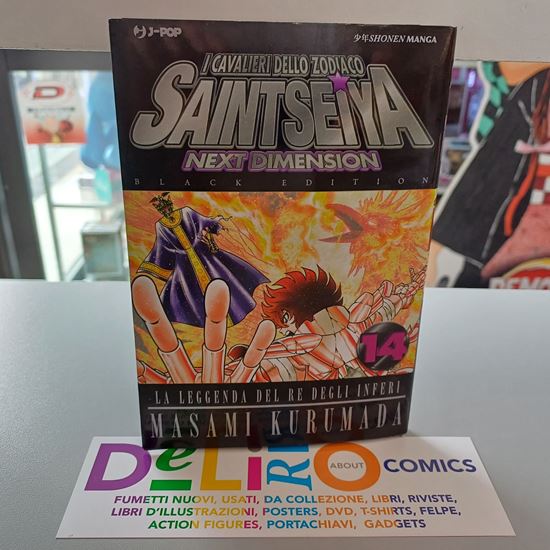 J-POP
少年SHONEN MANGA
I CAVALIERI DELLO ZODIACO
SAINTSEIYA
NEXT DIMENSION
BLACK EDITION
14
LA LEGGENDA DEL RE DEGLI INFERI
MASAMI KURUMADA
DeLiRiO ABOUT COMICS
FUMETTI NUOVI, USATI, DA COLLEZIONE, LIBRI, RIVISTE,
LIBRI D'ILLUSTRAZIONI, POSTERS, DVD, T-SHIRTS, FELPE,
ACTION FIGURES, PORTACHIAVI, GADGETS